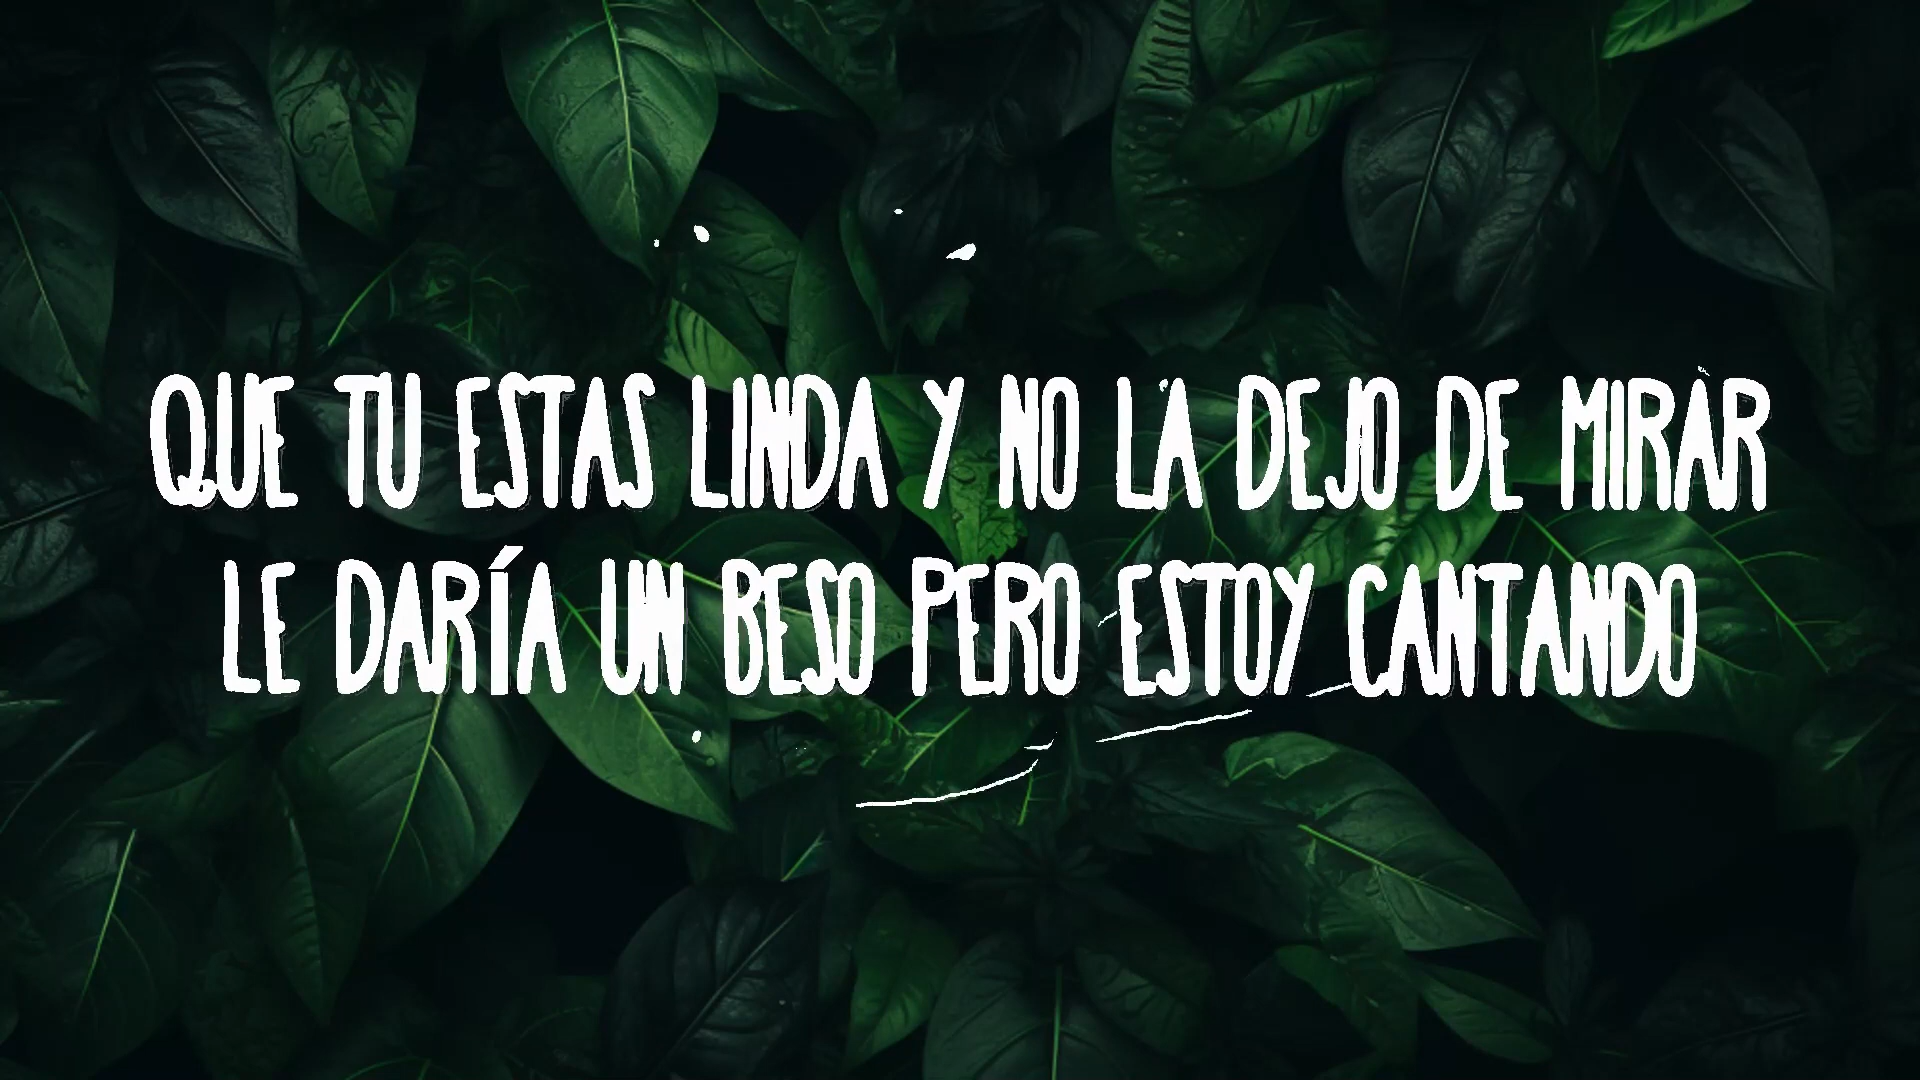 QUE TU ESTAS LINDA Y NO LA DEJO DE MIRAR
LE DARÍA UN BESO PERO ESTOY CANTANDO